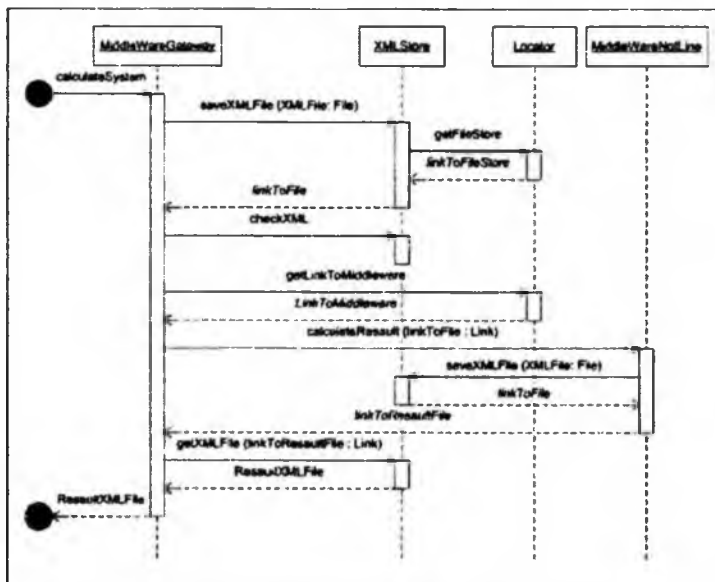 MiddleWareGateway
XMLStore
Locator
MiddleWareNotLine
calculateSystem
saveXMLFile (XMLFile: File)
getFileStore
linkToFileStore
linkToFile
checkXML
getLinkToMiddleware
LinkToMiddleware
calculateResault (linkToFile : Link)
saveXMLFile (XMLFile: File)
linkToFile
linkToResaultFile
getXMLFile (linkToResaultFile : Link)
ResaultXMLFile
ResaultXMLFile